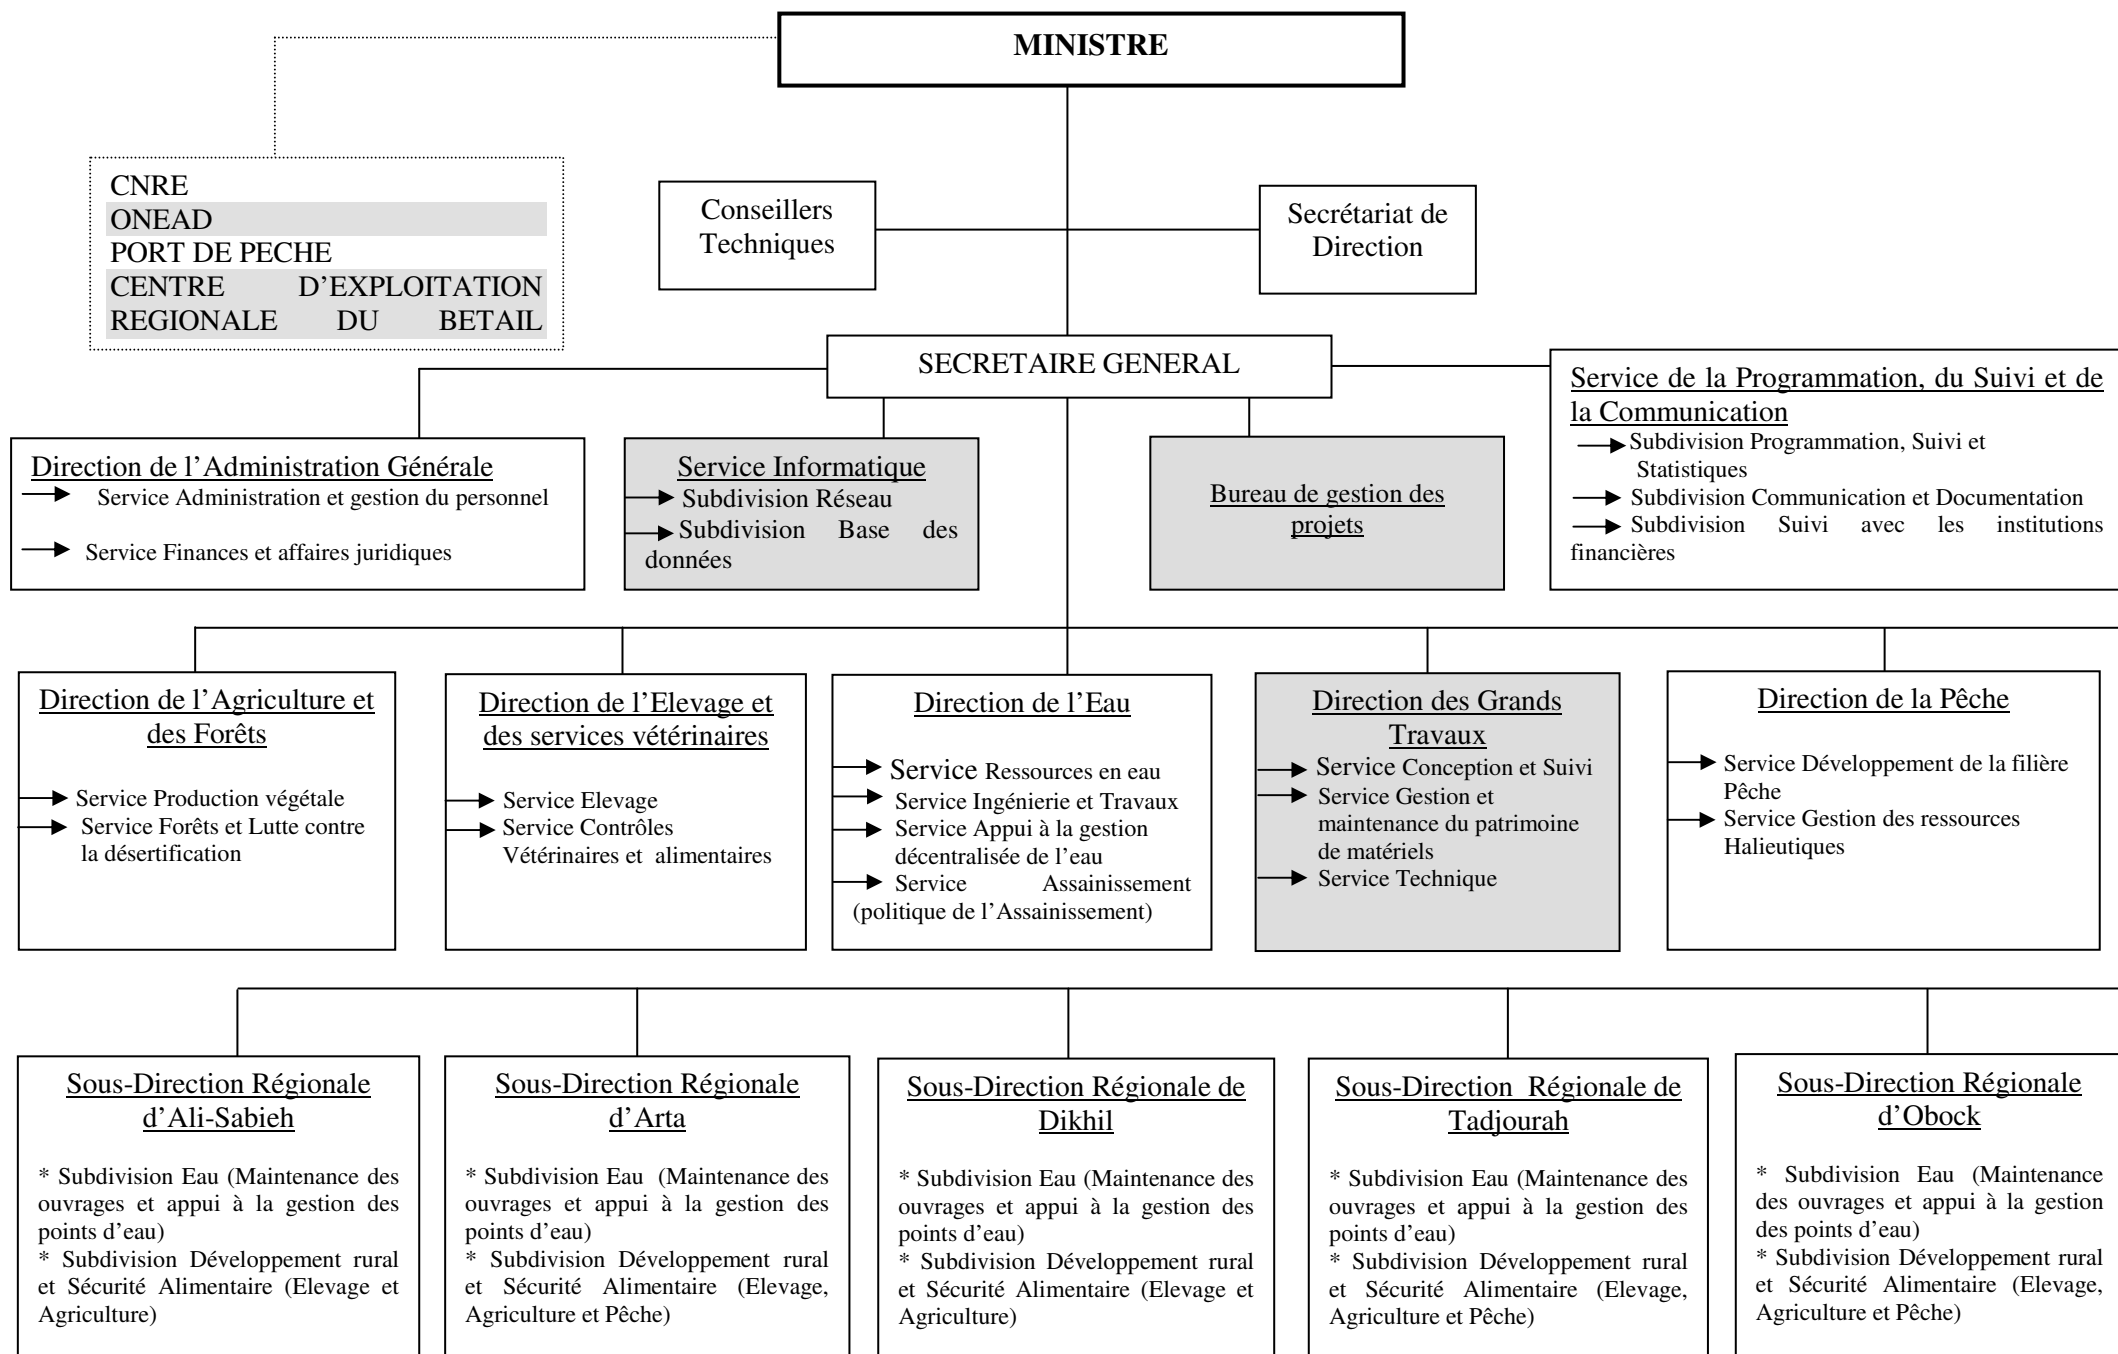 MINISTRE
CNRE
ONEAD
PORT DE PECHE
CENTRE D’EXPLOITATION
REGIONALE DU BETAIL
Conseillers
Techniques
Secrétariat de
Direction
SECRETAIRE GENERAL
Direction de l’Administration Générale
Service Administration et gestion du personnel
Service Finances et affaires juridiques
Service Informatique
Subdivision Réseau
Subdivision Base des
données
Bureau de gestion des
projets
Service de la Programmation, du Suivi et de
la Communication
Subdivision Programmation, Suivi et
Statistiques
Subdivision Communication et Documentation
Subdivision Suivi avec les institutions
financières
Direction de l’Agriculture et
des Forêts
Service Production végétale
Service Forêts et Lutte contre
la désertification
Direction de l’Elevage et
des services vétérinaires
Service Elevage
Service Contrôles
Vétérinaires et alimentaires
Direction de l’Eau
Service Ressources en eau
Service Ingénierie et Travaux
Service Appui à la gestion
décentralisée de l’eau
Service Assainissement
(politique de l’Assainissement)
Direction des Grands
Travaux
Service Conception et Suivi
Service Gestion et
maintenance du patrimoine
de matériels
Service Technique
Direction de la Pêche
Service Développement de la filière
Pêche
Service Gestion des ressources
Halieutiques
Sous-Direction Régionale
d’Ali-Sabieh
* Subdivision Eau (Maintenance des
ouvrages et appui à la gestion des
points d’eau)
* Subdivision Développement rural
et Sécurité Alimentaire (Elevage et
Agriculture)
Sous-Direction Régionale
d’Arta
* Subdivision Eau (Maintenance des
ouvrages et appui à la gestion des
points d’eau)
* Subdivision Développement rural
et Sécurité Alimentaire (Elevage,
Agriculture et Pêche)
Sous-Direction Régionale de
Dikhil
* Subdivision Eau (Maintenance des
ouvrages et appui à la gestion des
points d’eau)
* Subdivision Développement rural
et Sécurité Alimentaire (Elevage et
Agriculture)
Sous-Direction Régionale de
Tadjourah
* Subdivision Eau (Maintenance des
ouvrages et appui à la gestion des
points d’eau)
* Subdivision Développement rural
et Sécurité Alimentaire (Elevage,
Agriculture et Pêche)
Sous-Direction Régionale
d’Obock
* Subdivision Eau (Maintenance
des ouvrages et appui à la gestion
des points d’eau)
* Subdivision Développement rural
et Sécurité Alimentaire (Elevage,
Agriculture et Pêche)